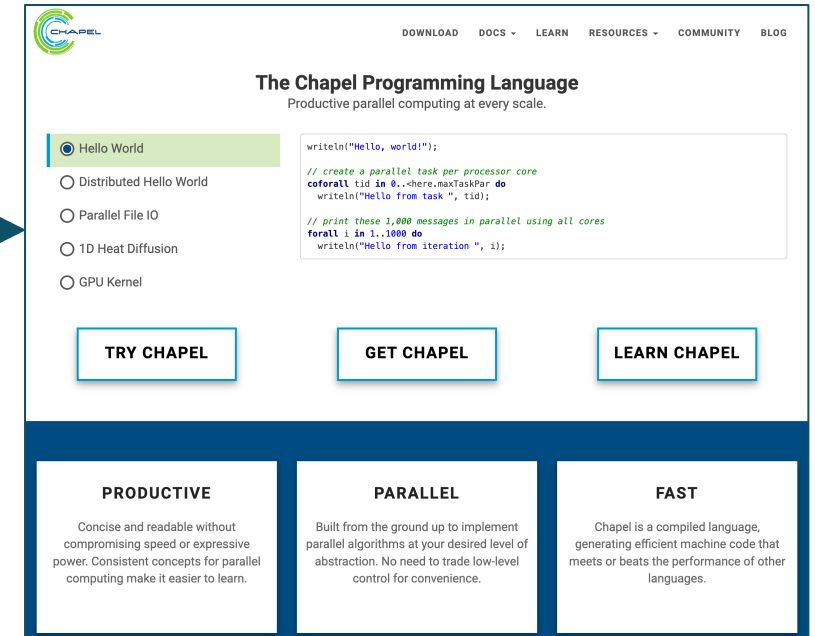 CHAPEL
DOWNLOAD DOCS LEARN RESOURCES COMMUNITY BLOG
The Chapel Programming Language
Productive parallel computing at every scale.
Hello World
Distributed Hello World
Parallel File IO
1D Heat Diffusion
GPU Kernel
writeln("Hello, world!");
// create a parallel task per processor core
coforall tid in 0..<here.maxTaskPar do
writeln("Hello from task ", tid);
// print these 1,000 messages in parallel using all cores
forall i in 1..1000 do
writeln("Hello from iteration ", i);
TRY CHAPEL
GET CHAPEL
LEARN CHAPEL
PRODUCTIVE
Concise and readable without
compromising speed or expressive
power. Consistent concepts for parallel
computing make it easier to learn.
PARALLEL
Built from the ground up to implement
parallel algorithms at your desired level of
abstraction. No need to trade low-level
control for convenience.
FAST
Chapel is a compiled language,
generating efficient machine code that
meets or beats the performance of other
languages.